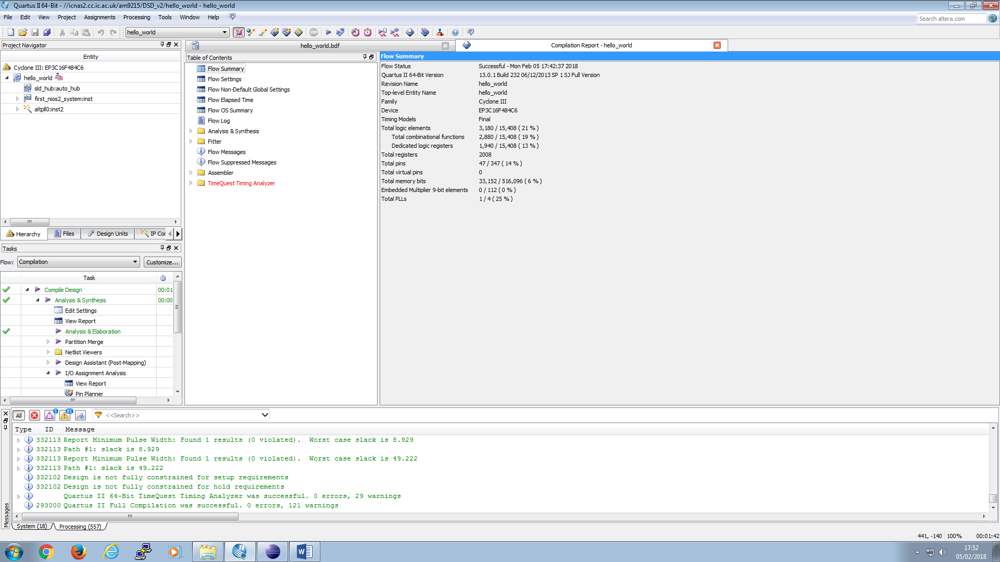 Quartus II 64-Bit - //icnas2.cc.ic.ac.uk/am9215/DSD_v2/hello_world - hello_world
File Edit View Project Assignments Processing Tools Window Help
Search altera.com
hello_world
STOP
Project Navigator
Entity
Cyclone III: EP3C16F484C6
hello_world
sld_hub:auto_hub
first_nios2_system:inst
altpll0:inst2
Hierarchy Files Design Units IP Cor
Tasks
Flow: Compilation Customize...
Task
Compile Design 00:01
Analysis & Synthesis 00:00
Edit Settings
View Report
Analysis & Elaboration
Partition Merge
Netlist Viewers
Design Assistant (Post-Mapping)
I/O Assignment Analysis
View Report
Pin Planner
hello_world.bdf
Compilation Report - hello_world
Table of Contents
Flow Summary
Flow Settings
Flow Non-Default Global Settings
Flow Elapsed Time
Flow OS Summary
Flow Log
Analysis & Synthesis
Fitter
Flow Messages
Flow Suppressed Messages
Assembler
TimeQuest Timing Analyzer
Flow Summary
Flow Status Successful - Mon Feb 05 17:42:37 2018
Quartus II 64-Bit Version 13.0.1 Build 232 06/12/2013 SP 1 SJ Full Version
Revision Name hello_world
Top-level Entity Name hello_world
Family Cyclone III
Device EP3C16F484C6
Timing Models Final
Total logic elements 3,180 / 15,408 ( 21 % )
Total combinational functions 2,880 / 15,408 ( 19 % )
Dedicated logic registers 1,940 / 15,408 ( 13 % )
Total registers 2008
Total pins 47 / 347 ( 14 % )
Total virtual pins 0
Total memory bits 33,152 / 516,096 ( 6 % )
Embedded Multiplier 9-bit elements 0 / 112 ( 0 % )
Total PLLs 1 / 4 ( 25 % )
All 5 85 <<Search>>
Type ID Message
332113 Report Minimum Pulse Width: Found 1 results (0 violated). Worst case slack is 8.929
332113 Path #1: slack is 8.929
332113 Report Minimum Pulse Width: Found 1 results (0 violated). Worst case slack is 49.222
332113 Path #1: slack is 49.222
332102 Design is not fully constrained for setup requirements
332102 Design is not fully constrained for hold requirements
Quartus II 64-Bit TimeQuest Timing Analyzer was successful. 0 errors, 29 warnings
293000 Quartus II Full Compilation was successful. 0 errors, 121 warnings
Messages
System (18) Processing (557)
441, -140 100% 00:01:42
17:52
05/02/2018